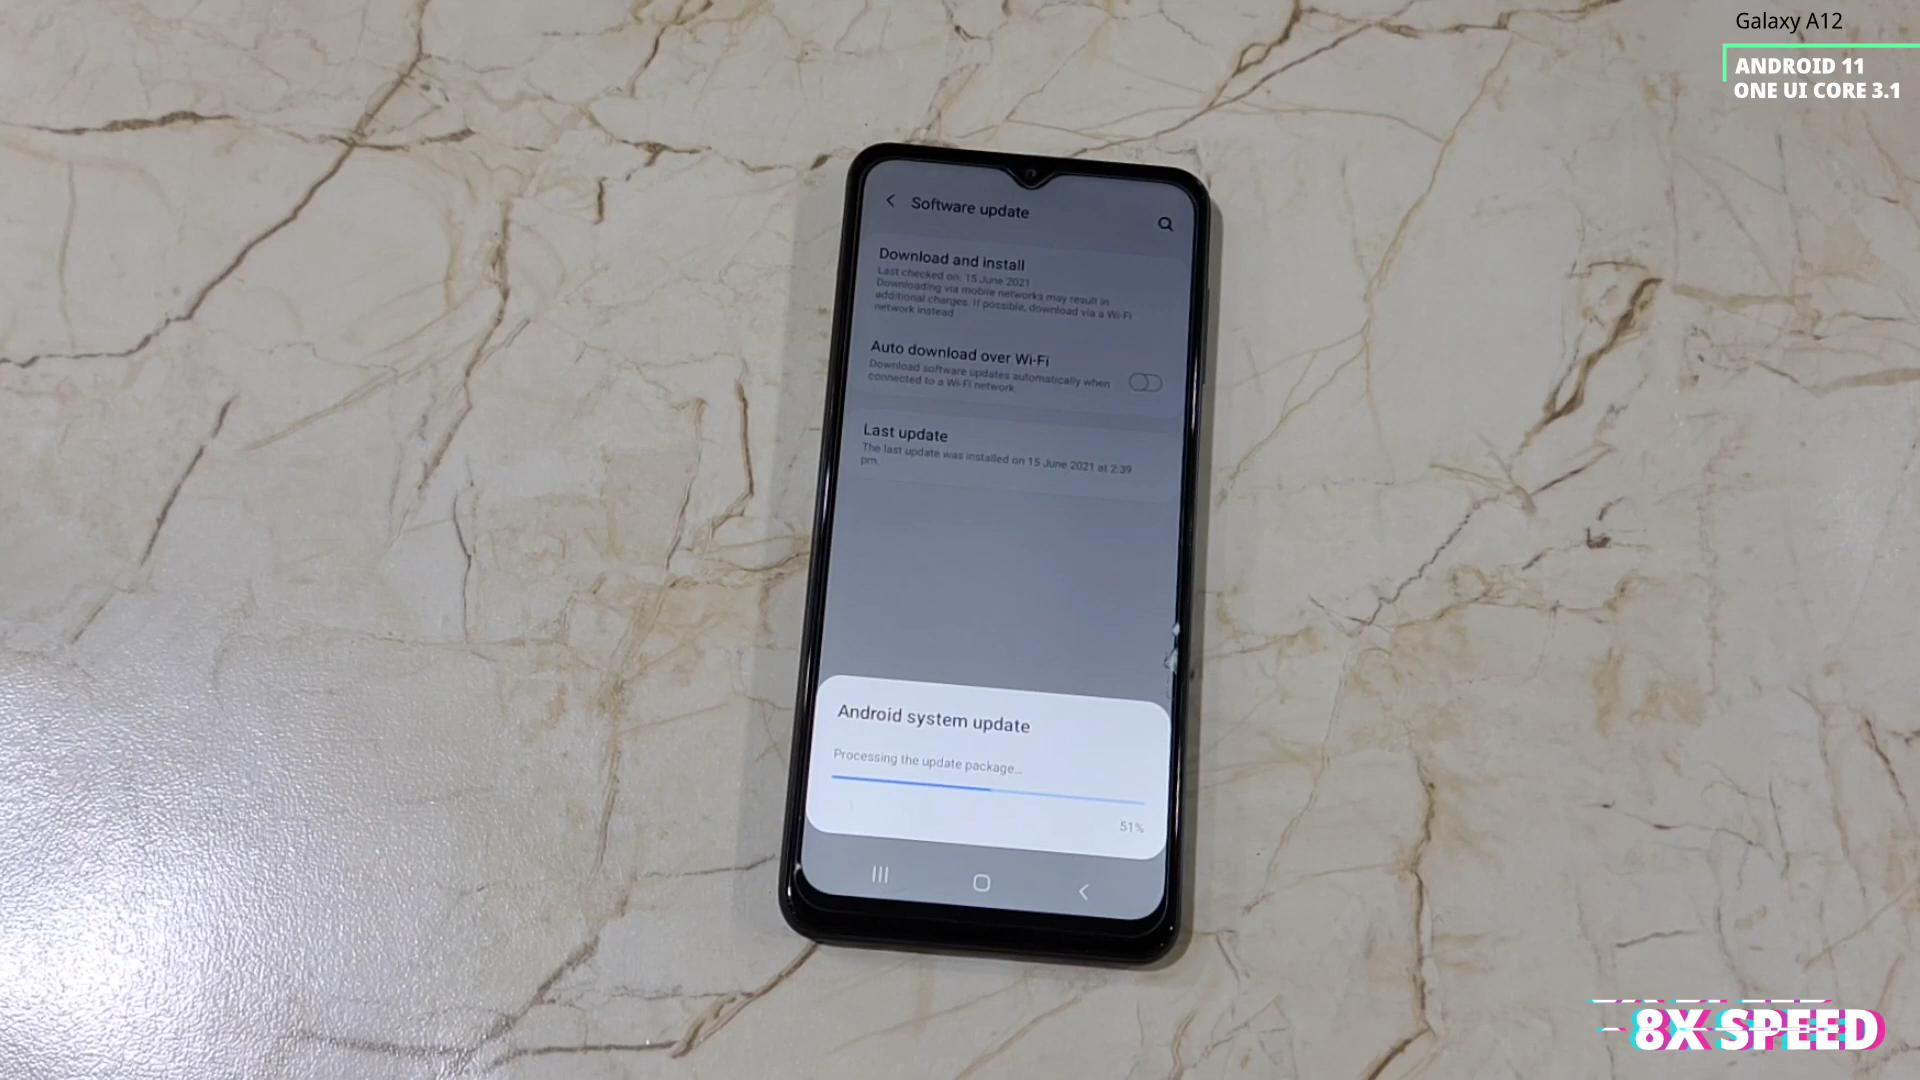 Galaxy A12
ANDROID 11
ONE UI CORE 3.1
Software update
Download and install
Last checked on: 15 June 2021
Downloading via mobile networks may result in
additional charges. If possible, download via a Wi-Fi
network instead
Auto download over Wi-Fi
Download software updates automatically when
connected to a Wi-Fi network.
Last update
The last update was installed on 15 June 2021 at 2:39
pm.
Android system update
Processing the update package...
51%
8X SPEED